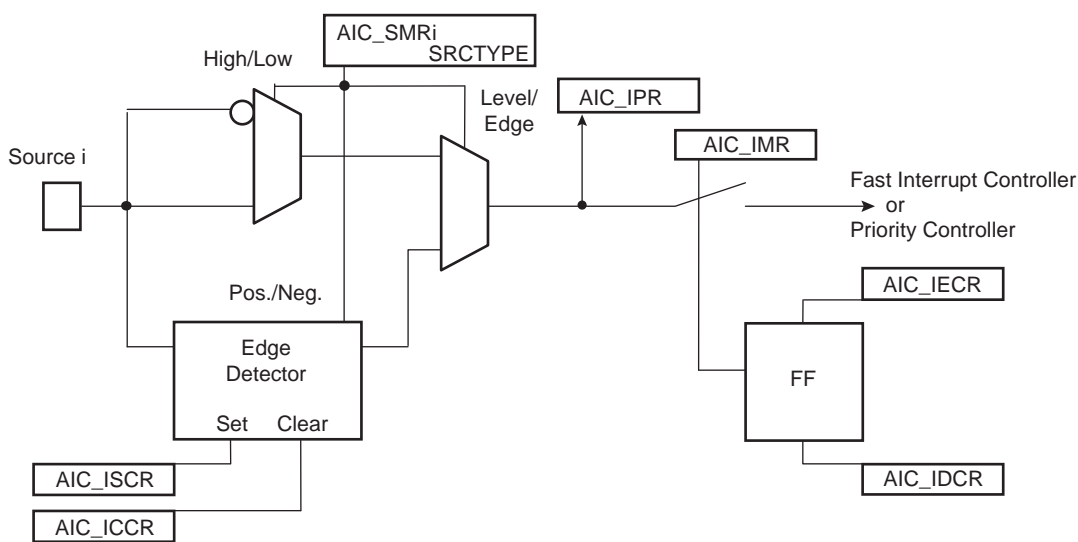 AIC_SMRi
SRCTYPE
High/Low
Level/
Edge
AIC_IPR
AIC_IMR
Source i
Fast Interrupt Controller
or
Priority Controller
Pos./Neg.
AIC_IECR
Edge
Detector
FF
Set Clear
AIC_ISCR
AIC_IDCR
AIC_ICCR